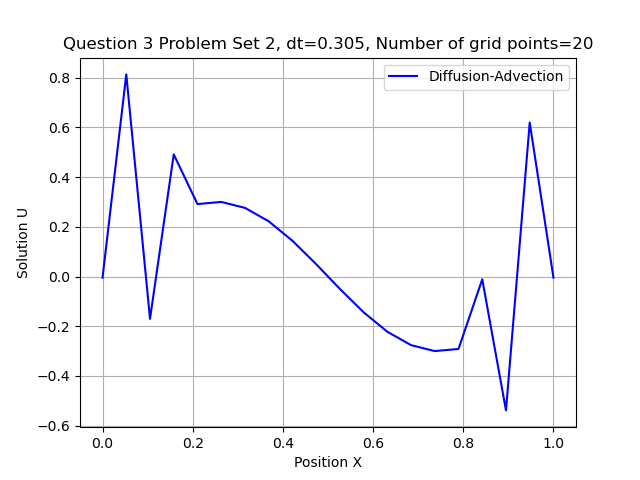 Question 3 Problem Set 2, dt=0.305, Number of grid points=20
Diffusion-Advection
Solution U
0.8
0.6
0.4
0.2
0.0
−0.2
−0.4
−0.6
0.0 0.2 0.4 0.6 0.8 1.0
Position X